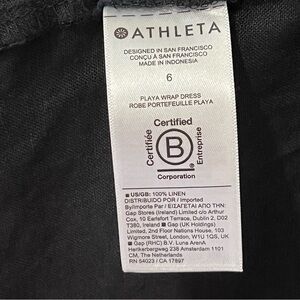 ATHLETA
DESIGNED IN SAN FRANCISCO
CONÇU À SAN FRANCISCO
MADE IN INDONESIA
6
PLAYA WRAP DRESS
ROBE PORTEFEUILLE PLAYA
Certified
Certifiée
B
Entreprise
Corporation
US/GB: 100% LINEN
DISTRIBUIDO POR / Imported
By/Importe Par / ΕΙΣΑΓΕΤΑΙ ΑΠΟ ΤΗΝ:
Gap Stores (Ireland) Limited c/o Arthur
Cox, 10 Earlsfort Terrace, Dublin 2, D02
T380, Ireland ■ Gap (UK Holdings)
Limited, 2nd Floor Nations House, 103
Wigmore Street, London, W1U 1QS, UK
■ Gap (RHC) B.V. Luna ArenA
Herikerbergweg 238 Amsterdam 1101
CM, The Netherlands
RN 54023 / CA 17897